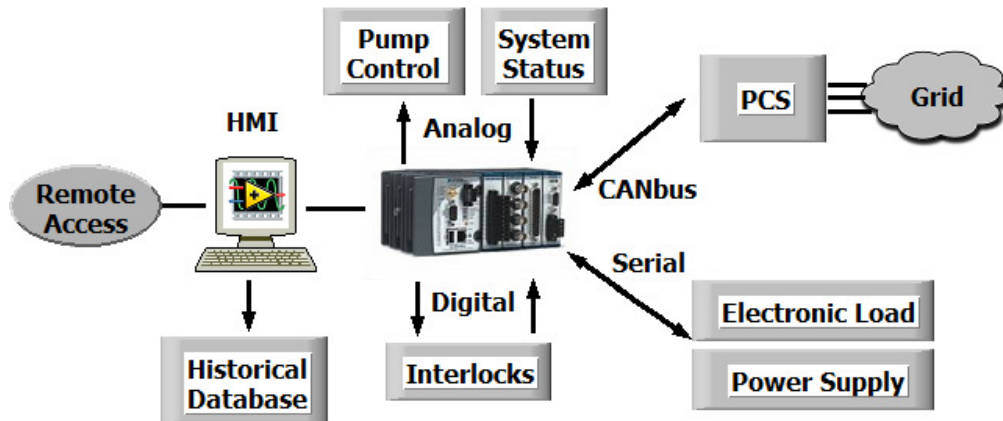 Pump
Control
System
Status
PCS
Grid
HMI
Analog
Remote
Access
CANbus
Serial
Digital
Electronic Load
Historical
Database
Interlocks
Power Supply